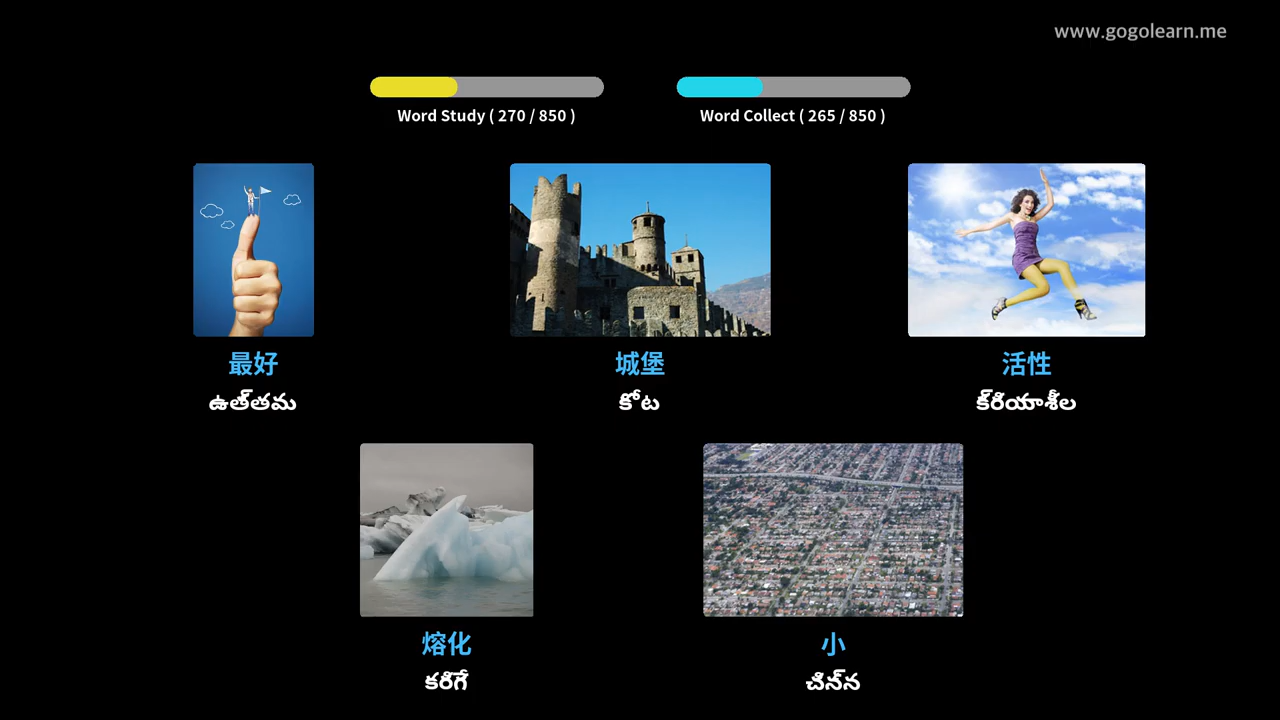 www.gogolearn.me
Word Study ( 270 / 850 )
Word Collect ( 265 / 850 )
最好
ఉత్తమ
城堡
కోట
活性
క్రియాశీల
熔化
కరిగే
小
చిన్న